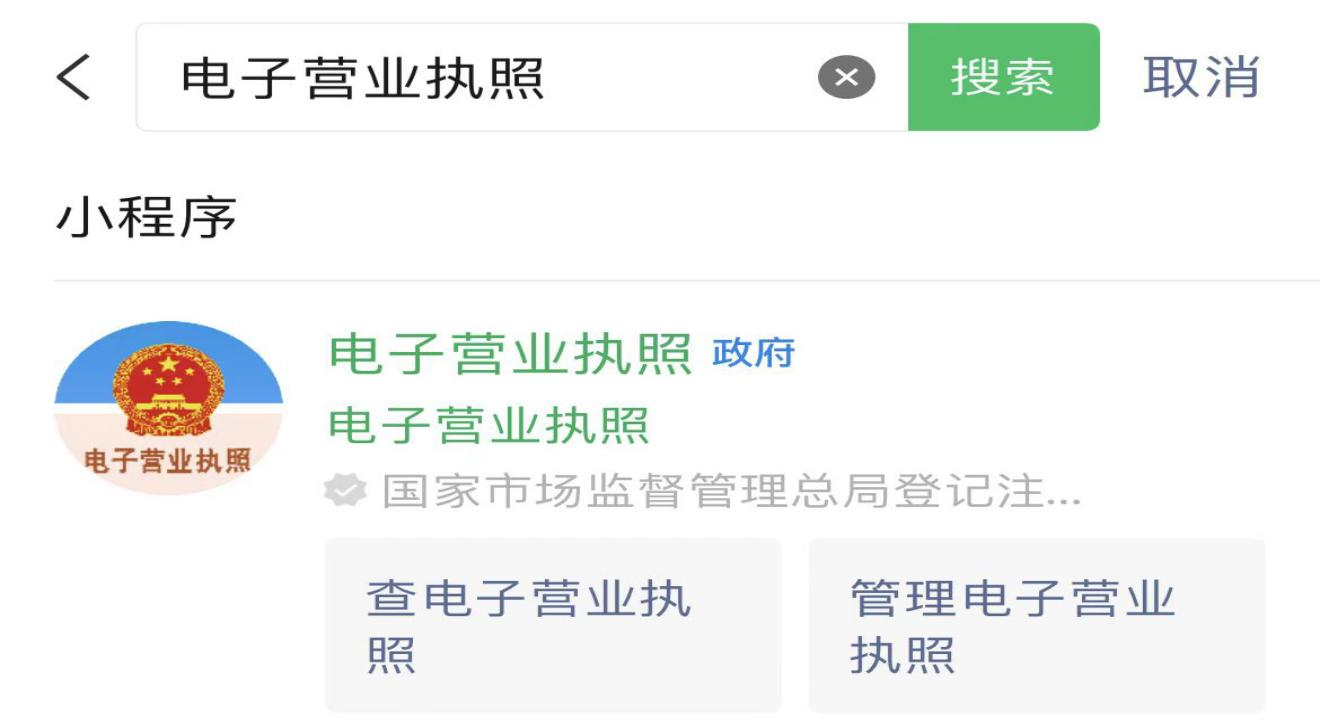 电子营业执照 搜索 取消
小程序
电子营业执照 政府
电子营业执照
电子营业执照
国家市场监督管理总局登记注...
查电子营业执
照
管理电子营业
执照